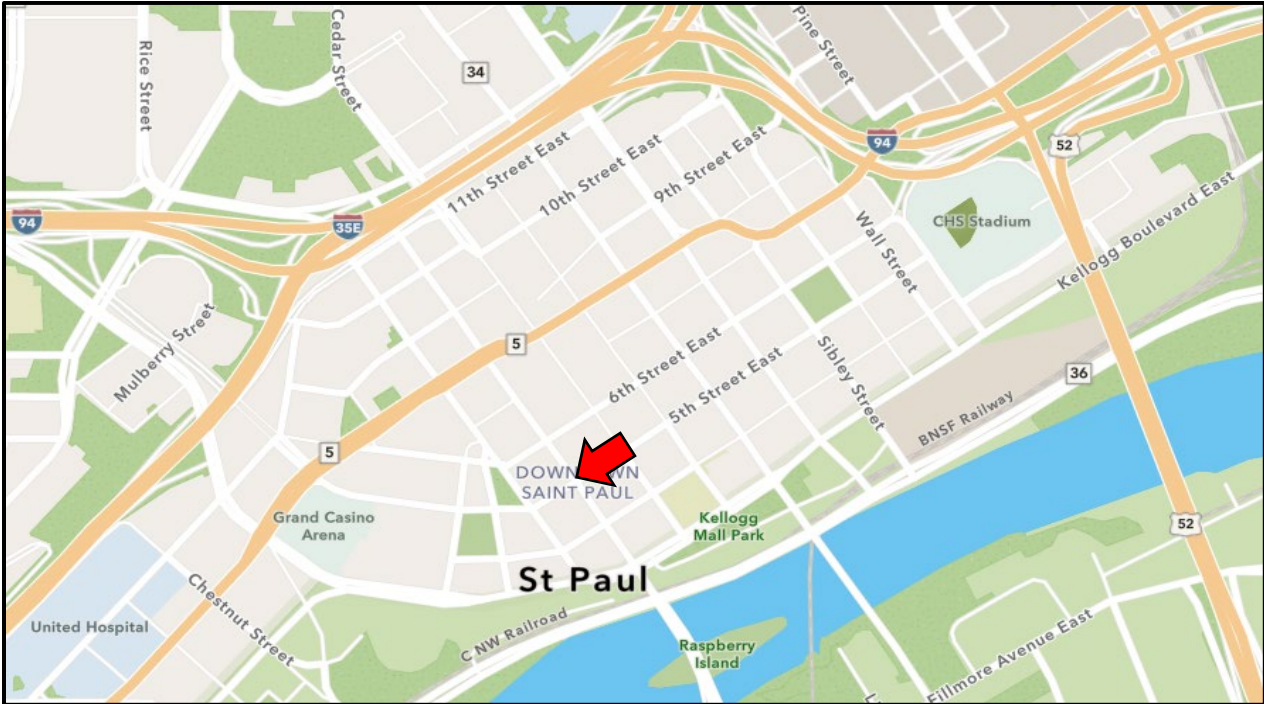 Rice Street
Cedar Street
34
Pine Street
94
52
11th Street East
10th Street East
9th Street East
94
35E
Wall Street
CHS Stadium
Kellogg Boulevard East
Mulberry Street
5
6th Street East
5th Street East
Sibley Street
36
BNSF Railway
5
SAINT PAUL
Grand Casino
Arena
Kellogg
Mall Park
52
St Paul
Chestnut Street
United Hospital
C NW Railroad
Raspberry
Island
Fillmore Avenue East